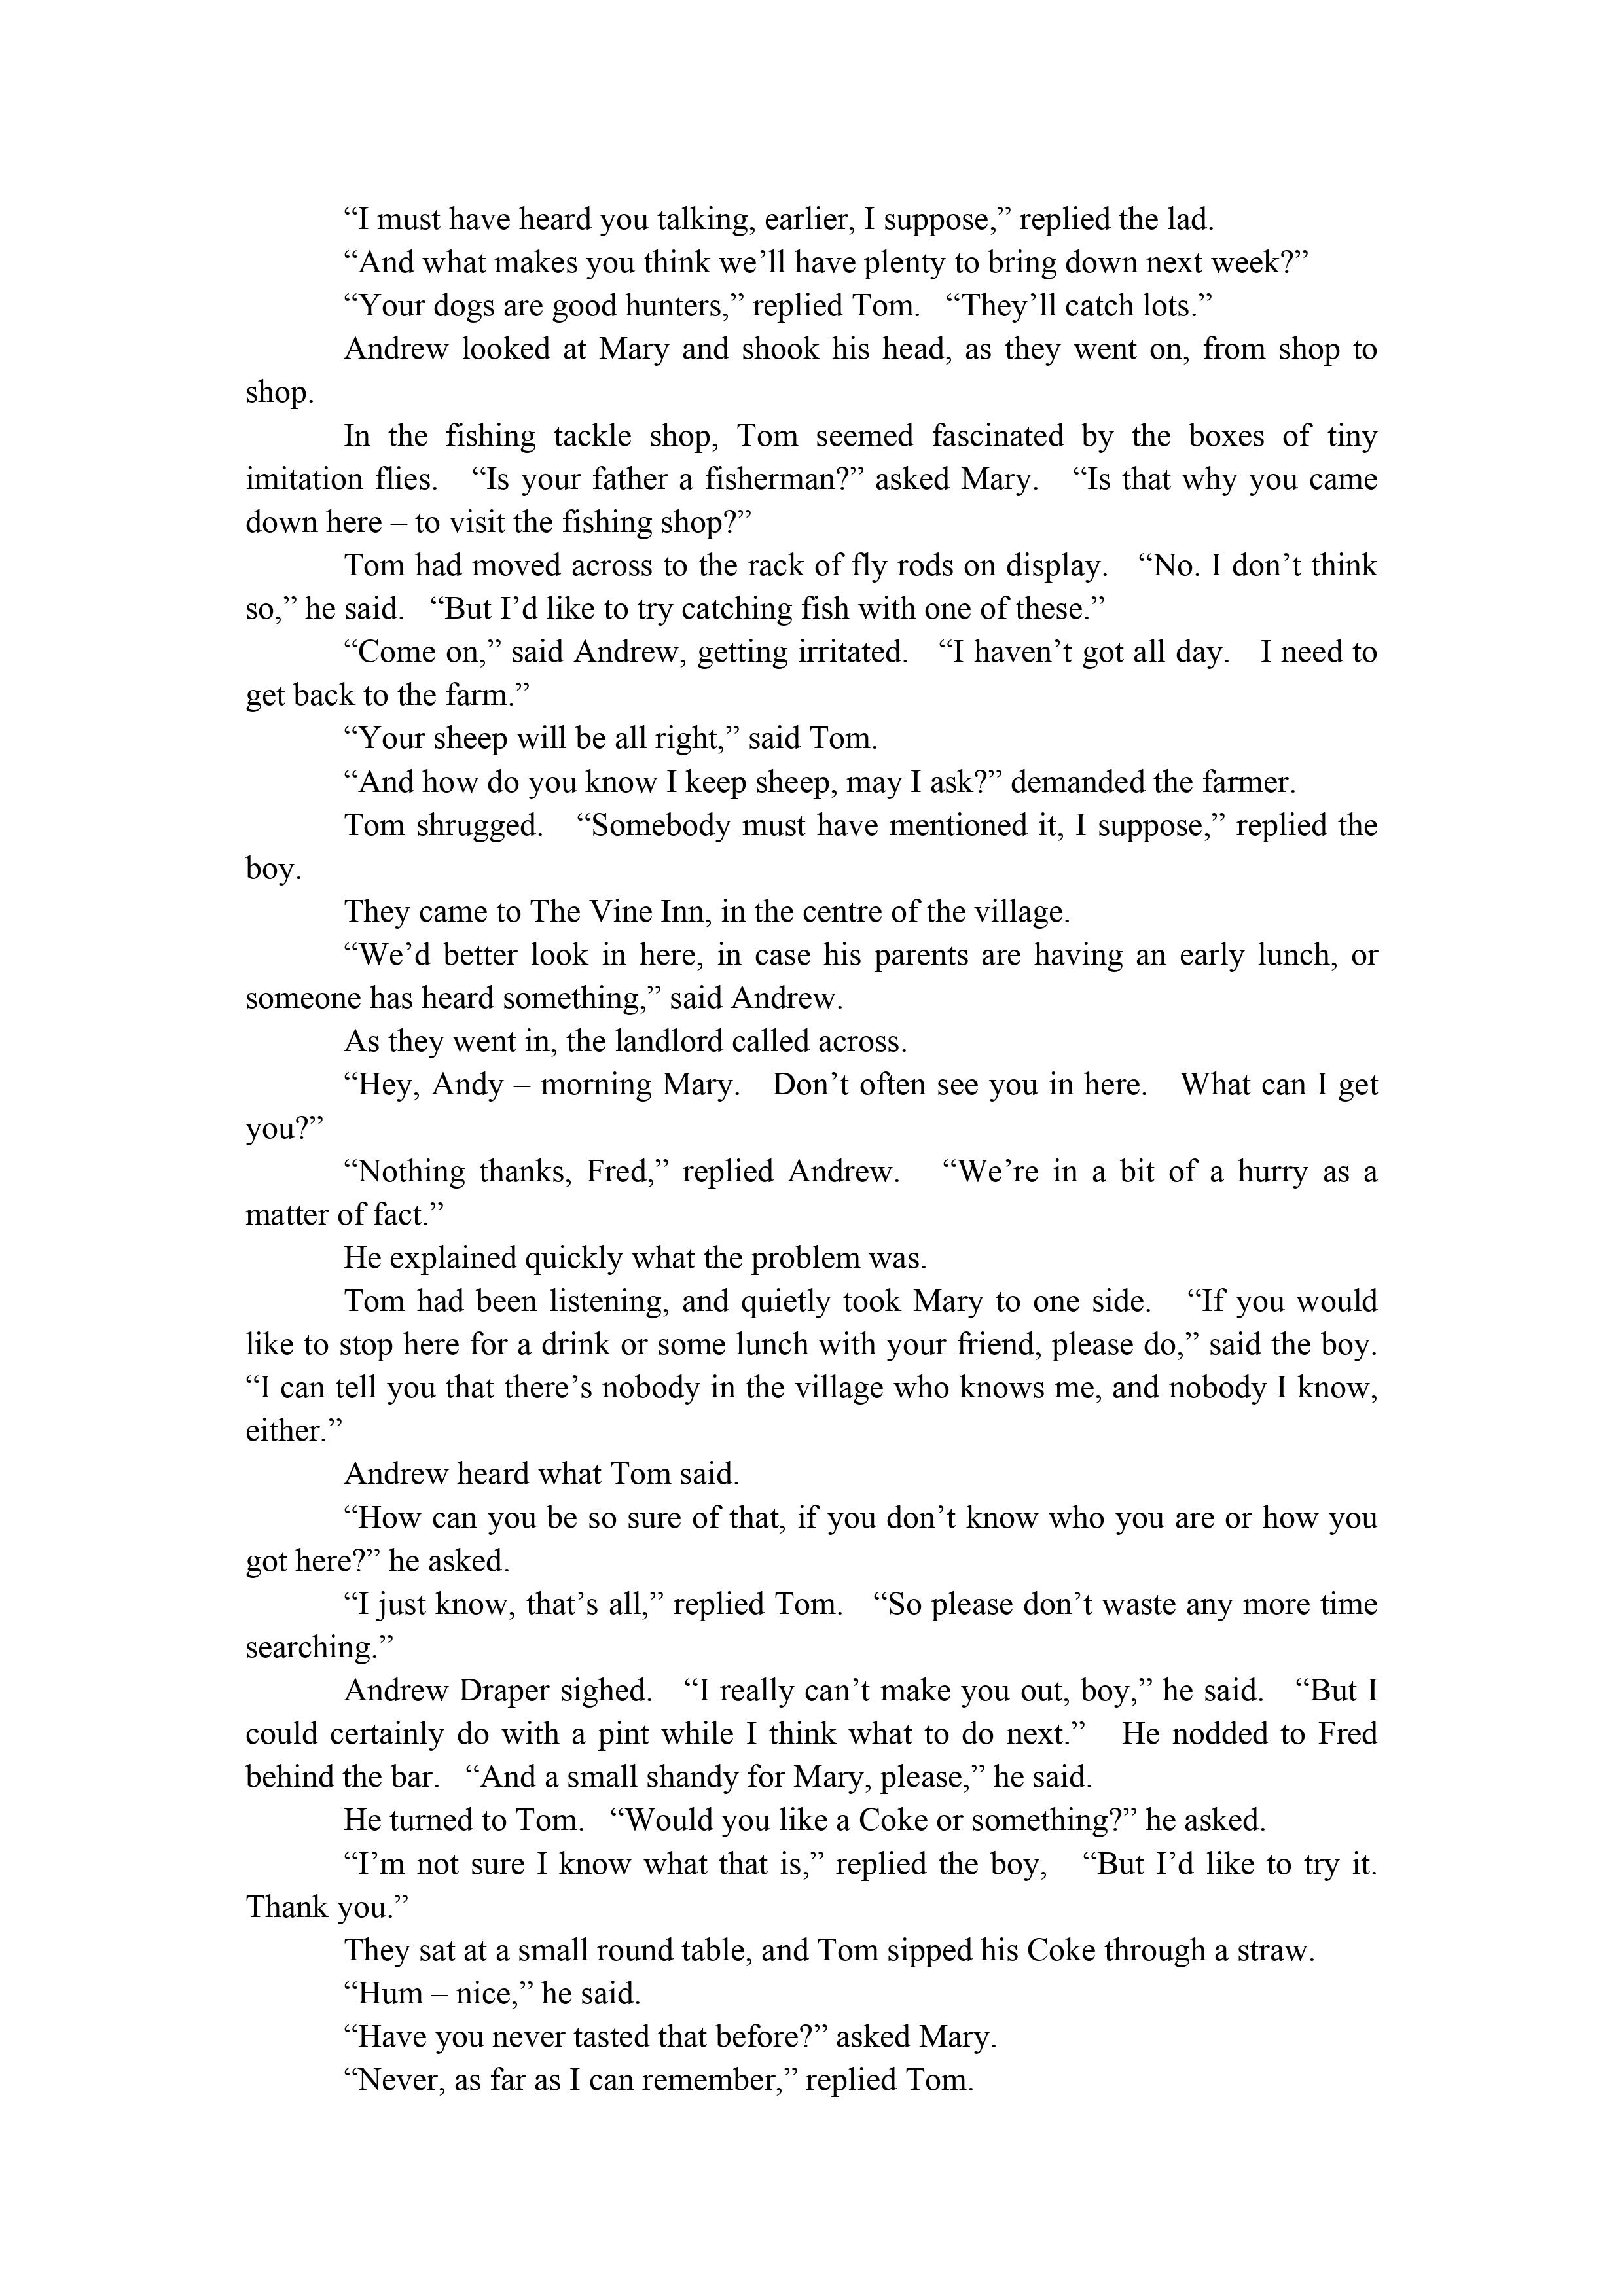 “I must have heard you talking, earlier, I suppose,” replied the lad.
“And what makes you think we’ll have plenty to bring down next week?”
“Your dogs are good hunters,” replied Tom. “They’ll catch lots.”
Andrew looked at Mary and shook his head, as they went on, from shop to
shop.
In the fishing tackle shop, Tom seemed fascinated by the boxes of tiny
imitation flies. “Is your father a fisherman?” asked Mary. “Is that why you came
down here – to visit the fishing shop?”
Tom had moved across to the rack of fly rods on display. “No. I don’t think
so,” he said. “But I’d like to try catching fish with one of these.”
“Come on,” said Andrew, getting irritated. “I haven’t got all day. I need to
get back to the farm.”
“Your sheep will be all right,” said Tom.
“And how do you know I keep sheep, may I ask?” demanded the farmer.
Tom shrugged. “Somebody must have mentioned it, I suppose,” replied the
boy.
They came to The Vine Inn, in the centre of the village.
“We’d better look in here, in case his parents are having an early lunch, or
someone has heard something,” said Andrew.
As they went in, the landlord called across.
“Hey, Andy – morning Mary. Don’t often see you in here. What can I get
you?”
“Nothing thanks, Fred,” replied Andrew. “We’re in a bit of a hurry as a
matter of fact.”
He explained quickly what the problem was.
Tom had been listening, and quietly took Mary to one side. “If you would
like to stop here for a drink or some lunch with your friend, please do,” said the boy.
“I can tell you that there’s nobody in the village who knows me, and nobody I know,
either.”
Andrew heard what Tom said.
“How can you be so sure of that, if you don’t know who you are or how you
got here?” he asked.
“I just know, that’s all,” replied Tom. “So please don’t waste any more time
searching.”
Andrew Draper sighed. “I really can’t make you out, boy,” he said. “But I
could certainly do with a pint while I think what to do next.” He nodded to Fred
behind the bar. “And a small shandy for Mary, please,” he said.
He turned to Tom. “Would you like a Coke or something?” he asked.
“I’m not sure I know what that is,” replied the boy, “But I’d like to try it.
Thank you.”
They sat at a small round table, and Tom sipped his Coke through a straw.
“Hum – nice,” he said.
“Have you never tasted that before?” asked Mary.
“Never, as far as I can remember,” replied Tom.